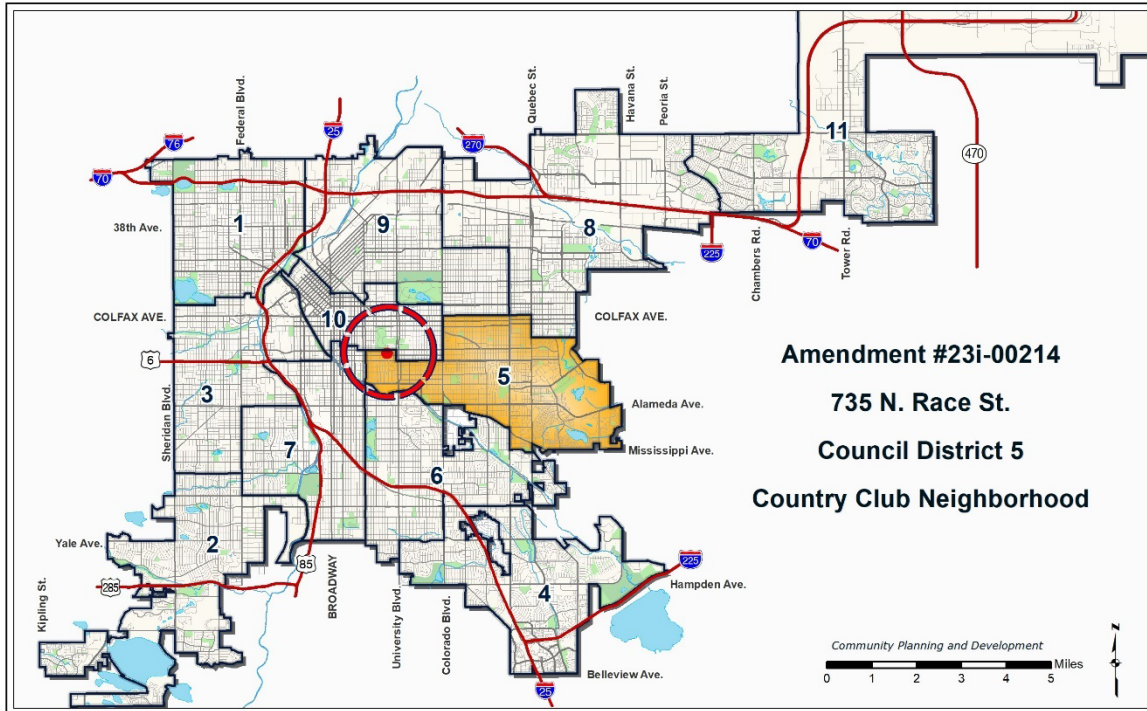 Federal Blvd.
Quebec St.
Havana St.
Peoria St.
76
25
270
70
11
470
1
9
8
38th Ave.
225
Chambers Rd.
70
Tower Rd.
COLFAX AVE.
10
COLFAX AVE.
6
Sheridan Blvd.
3
5
Alameda Ave.
Mississippi Ave.
7
6
Amendment #23i-00214
735 N. Race St.
Council District 5
Country Club Neighborhood
Yale Ave.
2
85
BROADWAY
285
Kipling St.
University Blvd.
Colorado Blvd.
4
225
Hampden Ave.
Belleview Ave.
25
Community Planning and Development
Miles
0 1 2 3 4 5
N